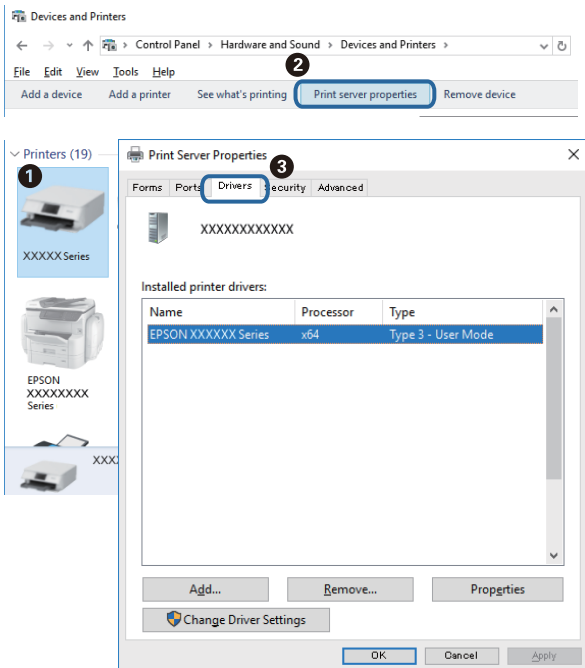 Devices and Printers
Control Panel > Hardware and Sound > Devices and Printers >
2
File Edit View Tools Help
Add a device Add a printer See what's printing Print server properties Remove device
Printers (19)
1
XXXXX Series
EPSON
XXXXXXXX
Series
XXX
Print Server Properties
3
Forms Ports Drivers Security Advanced
XXXXXXXXXXXX
Installed printer drivers:
Name Processor Type
EPSON XXXXXX Series x64 Type 3 - User Mode
Add... Remove... Properties
Change Driver Settings
OK Cancel Apply